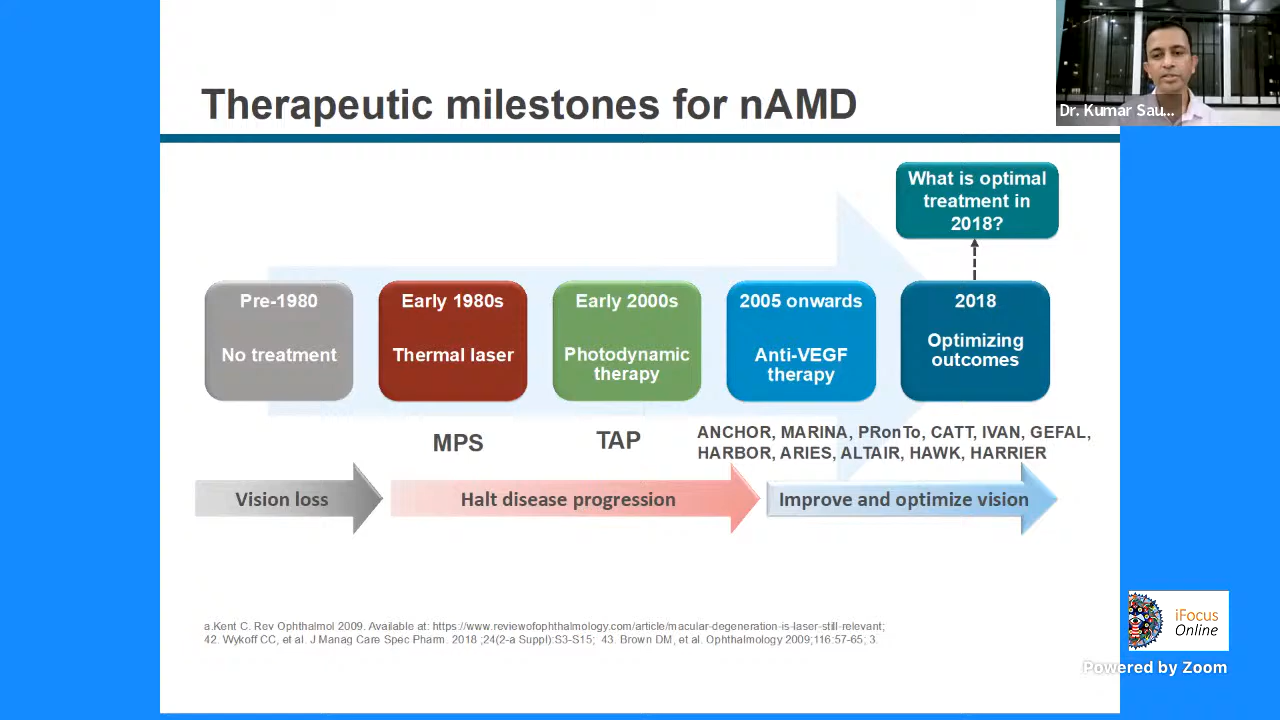 Therapeutic milestones for nAMD
Dr. Kumar Sau...
What is optimal
treatment in
2018?
Pre-1980
No treatment
Early 1980s
Thermal laser
Early 2000s
Photodynamic
therapy
2005 onwards
Anti-VEGF
therapy
2018
Optimizing
outcomes
MPS
TAP
ANCHOR, MARINA, PRonTo, CATT, IVAN, GEFAL,
HARBOR, ARIES, ALTAIR, HAWK, HARRIER
Vision loss
Halt disease progression
Improve and optimize vision
a.Kent C. Rev Ophthalmol 2009. Available at: https://www.reviewofophthalmology.com/article/macular-degeneration-is-laser-still-relevant;
42. Wykoff CC, et al. J Manag Care Spec Pharm. 2018 ;24(2-a Suppl):S3-S15; 43. Brown DM, et al. Ophthalmology 2009;116:57-65; 3.
iFocus
Online
Powered by Zoom